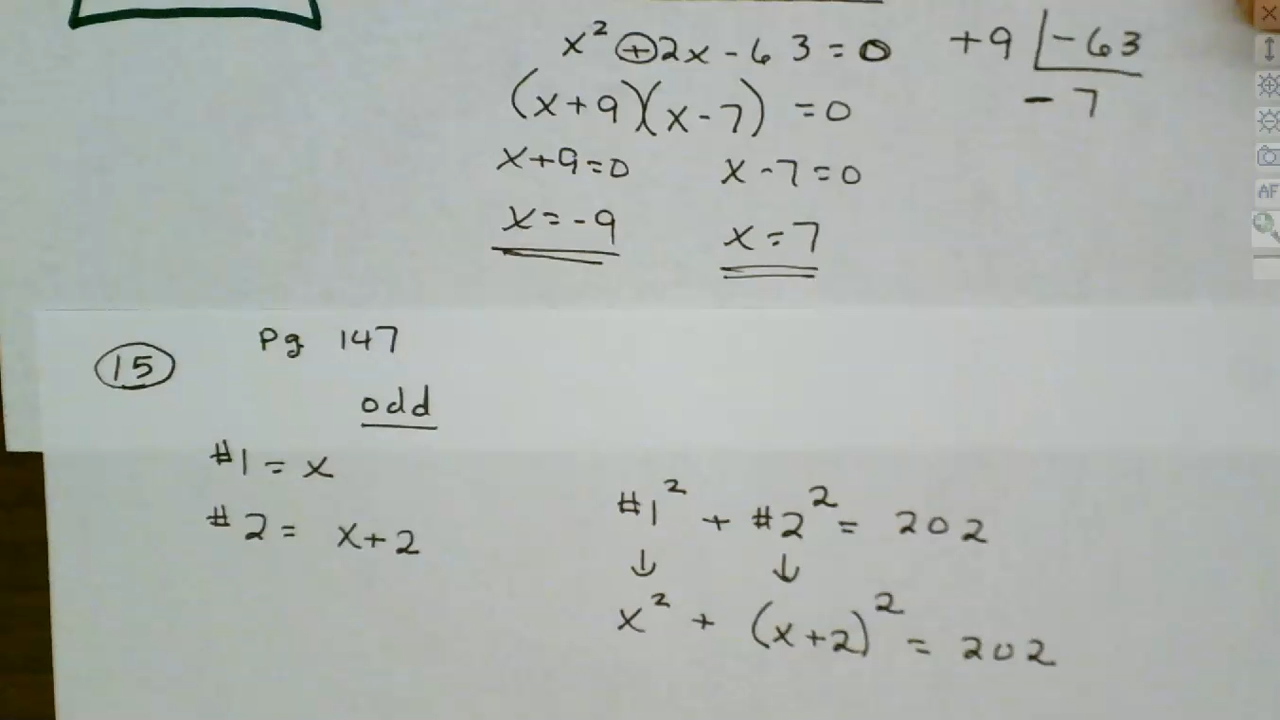 x² + 2x - 63 = 0
+9 | -63
- 7
(x+9)(x-7) = 0
x+9=0 x-7=0
x=-9 x=7
15 Pg 147
odd
#1 = x
#2 = x+2
#1² + #2² = 202
↓ ↓
x² + (x+2)² = 202
AF